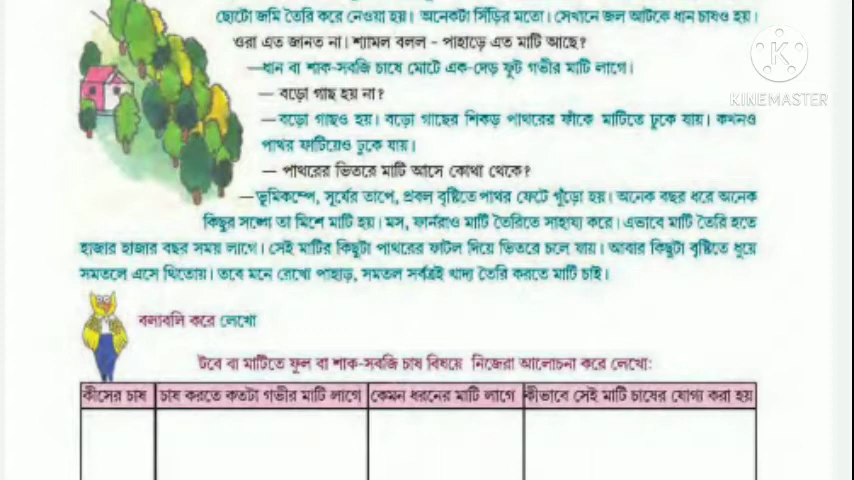 ছোটো জমি তৈরি করে নেওয়া হয়। অনেকটা সিঁড়ির মতো। সেখানে জল আটকে ধান চাষও হয়।
ওরা এত জানত না। শ্যামল বলল - পাহাড়ে এত মাটি আছে?
—ধান বা শাক-সবজি চাষে মোটে এক-দেড় ফুট গভীর মাটি লাগে।
— বড়ো গাছ হয় না?
—বড়ো গাছও হয়। বড়ো গাছের শিকড় পাথরের ফাঁকে মাটিতে ঢুকে যায়। কখনও
পাথর ফাটিয়েও ঢুকে যায়।
— পাথরের ভিতরে মাটি আসে কোথা থেকে?
—ভূমিকম্পে, সূর্যের তাপে, প্রবল বৃষ্টিতে পাথর ফেটে গুঁড়ো হয়। অনেক বছর ধরে অনেক
কিছুর সঙ্গে তা মিশে মাটি হয়। মস, ফার্নরাও মাটি তৈরিতে সাহায্য করে। এভাবে মাটি তৈরি হতে
হাজার হাজার বছর সময় লাগে। সেই মাটির কিছুটা পাথরের ফাটল দিয়ে ভিতরে চলে যায়। আবার কিছুটা বৃষ্টিতে ধুয়ে
সমতলে এসে থিতোয়। তবে মনে রেখো পাহাড়, সমতল সর্বত্রই খাদ্য তৈরি করতে মাটি চাই।
বলাবলি করে লেখো
টবে বা মাটিতে ফুল বা শাক-সবজি চাষ বিষয়ে নিজেরা আলোচনা করে লেখো:
কীসের চাষ চাষ করতে কতটা গভীর মাটি লাগে কেমন ধরনের মাটি লাগে কীভাবে সেই মাটি চাষের যোগ্য করা হয়
KINEMASTER